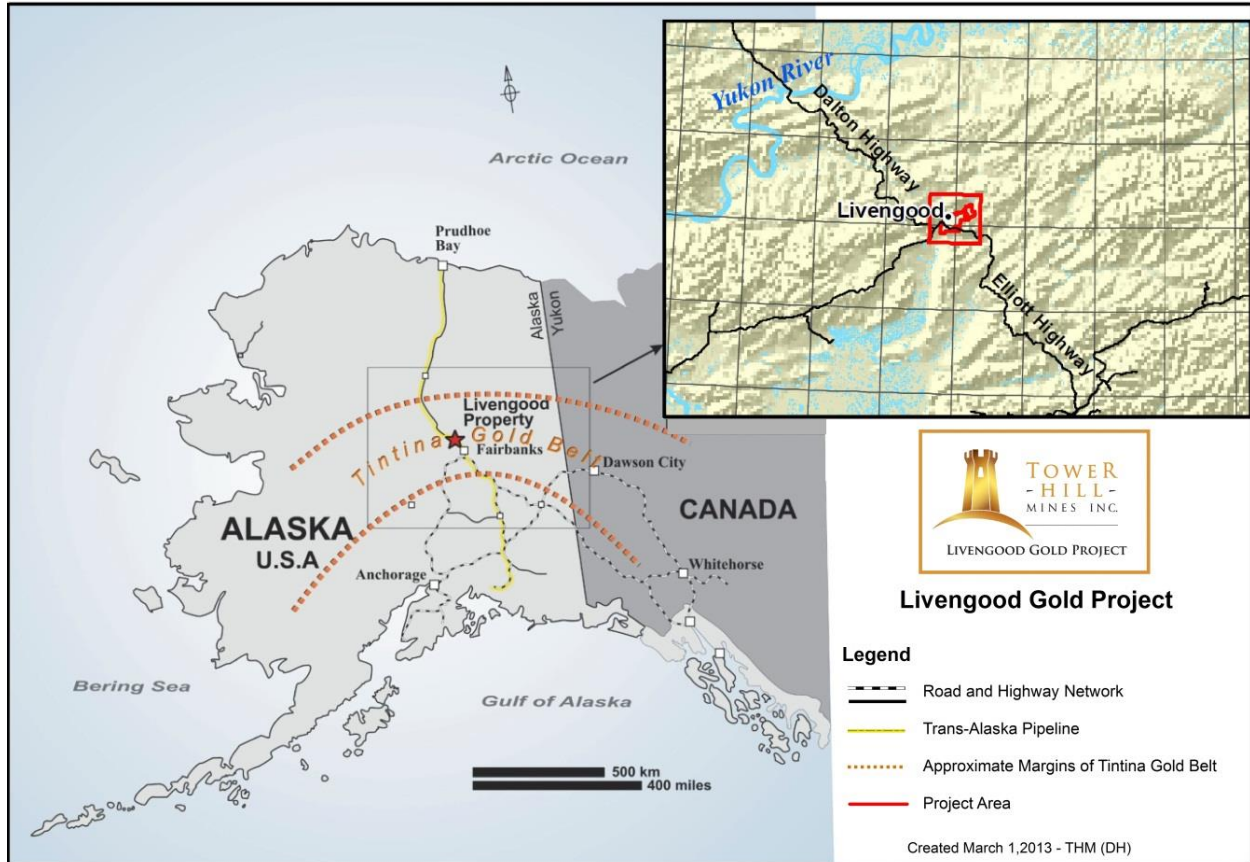 Arctic Ocean
Prudhoe
Bay
Alaska
Yukon
Livengood
Property
Tintina Gold Belt
Fairbanks
Dawson City
ALASKA
U.S.A
CANADA
Anchorage
Whitehorse
Bering Sea
Gulf of Alaska
500 km
400 miles
Yukon River
Dalton Highway
Livengood
Elliott Highway
TOWER
- HILL -
MINES INC.
LIVENGOOD GOLD PROJECT
Livengood Gold Project
Legend
Road and Highway Network
Trans-Alaska Pipeline
Approximate Margins of Tintina Gold Belt
Project Area
Created March 1,2013 - THM (DH)